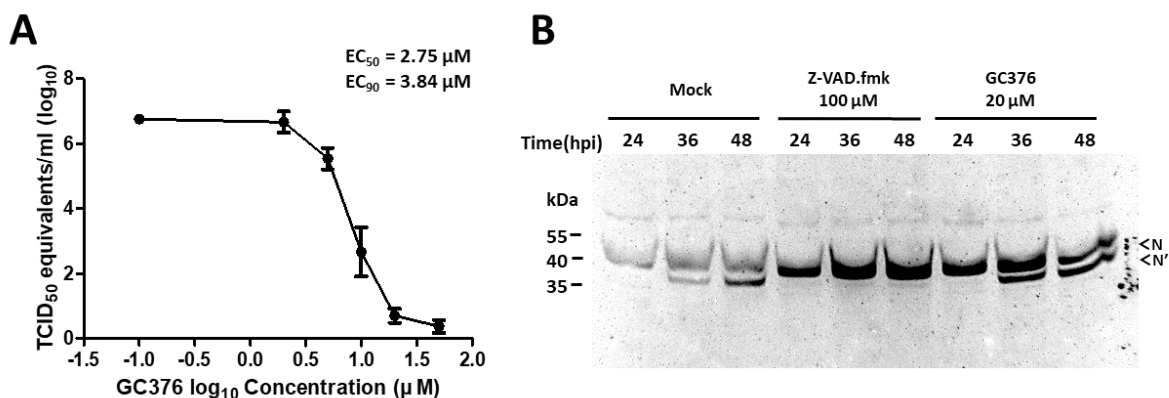 A
EC50 = 2.75 µM
EC90 = 3.84 µM
TCID50 equivalents/ml (log10)
8
6
4
2
0
-1.5 -1.0 -0.5 0.0 0.5 1.0 1.5 2.0
GC376 log10 Concentration (µM)
B
Mock
Z-VAD.fmk
100 µM
GC376
20 µM
Time(hpi) 24 36 48 24 36 48 24 36 48
kDa
55
40
35
<N
<N'